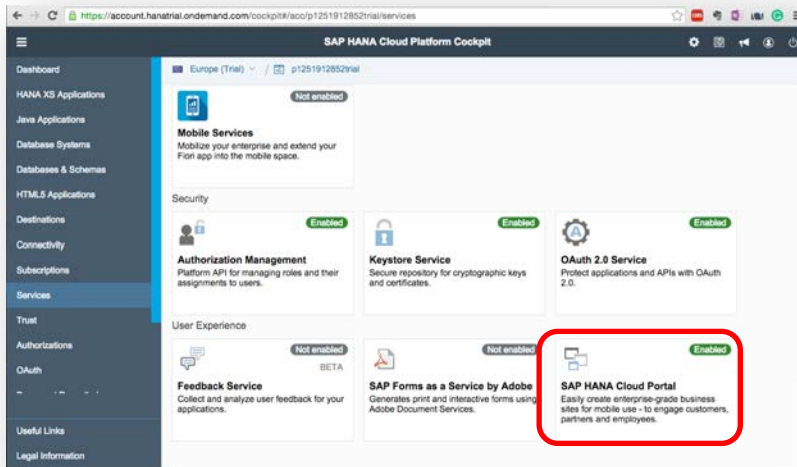 https://account.hanatrial.ondemand.com/cockpit#/acc/p1251912852trial/services
SAP HANA Cloud Platform Cockpit
Dashboard
HANA XS Applications
Java Applications
Database Systems
Databases & Schemas
HTML5 Applications
Destinations
Connectivity
Subscriptions
Services
Trust
Authorizations
OAuth
Useful Links
Legal Information
Europe (Trial) / p1251912852trial
Not enabled
Mobile Services
Mobilize your enterprise and extend your
Fiori app into the mobile space.
Security
Enabled
Authorization Management
Platform API for managing roles and their
assignments to users.
Enabled
Keystore Service
Secure repository for cryptographic keys
and certificates.
Enabled
OAuth 2.0 Service
Protect applications and APIs with OAuth
2.0.
User Experience
Not enabled
BETA
Feedback Service
Collect and analyze user feedback for your
applications.
Not enabled
SAP Forms as a Service by Adobe
Generates print and interactive forms using
Adobe Document Services.
Enabled
SAP HANA Cloud Portal
Easily create enterprise-grade business
sites for mobile use - to engage customers,
partners and employees.